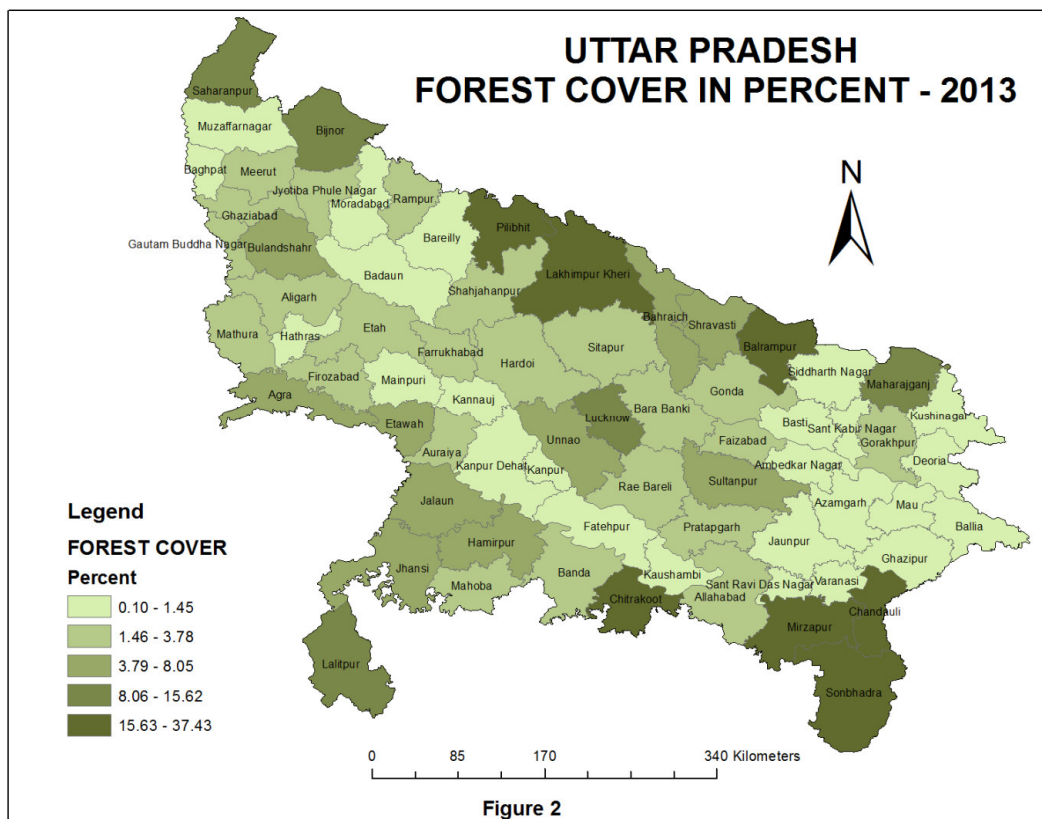 UTTAR PRADESH
FOREST COVER IN PERCENT - 2013
N
Saharanpur
Muzaffarnagar
Bijnor
Baghpat
Meerut
Jyotiba Phule Nagar
Moradabad
Rampur
Ghaziabad
Gautam Buddha Nagar
Bulandshahr
Bareilly
Pilibhit
Badaun
Lakhimpur Kheri
Shahjahanpur
Aligarh
Bahraich
Shravasti
Mathura
Hathras
Etah
Farrukhabad
Hardoi
Sitapur
Balrampur
Siddharth Nagar
Maharajganj
Firozabad
Mainpuri
Agra
Kannauj
Bara Banki
Gonda
Kushinagar
Etawah
Lucknow
Basti
Sant Kabir Nagar
Gorakhpur
Auraiya
Unnao
Faizabad
Deoria
Kanpur Dehat
Kanpur
Ambedkar Nagar
Sultanpur
Rae Bareli
Jalaun
Azamgarh
Mau
Ballia
Fatehpur
Pratapgarh
Jaunpur
Hamirpur
Ghazipur
Jhansi
Mahoba
Banda
Kaushambi
Sant Ravi Das Nagar
Varanasi
Chitrakoot
Allahabad
Chandauli
Mirzapur
Lalitpur
Sonbhadra
Legend
FOREST COVER
Percent
0.10 - 1.45
1.46 - 3.78
3.79 - 8.05
8.06 - 15.62
15.63 - 37.43
0 85 170 340 Kilometers
Figure 2